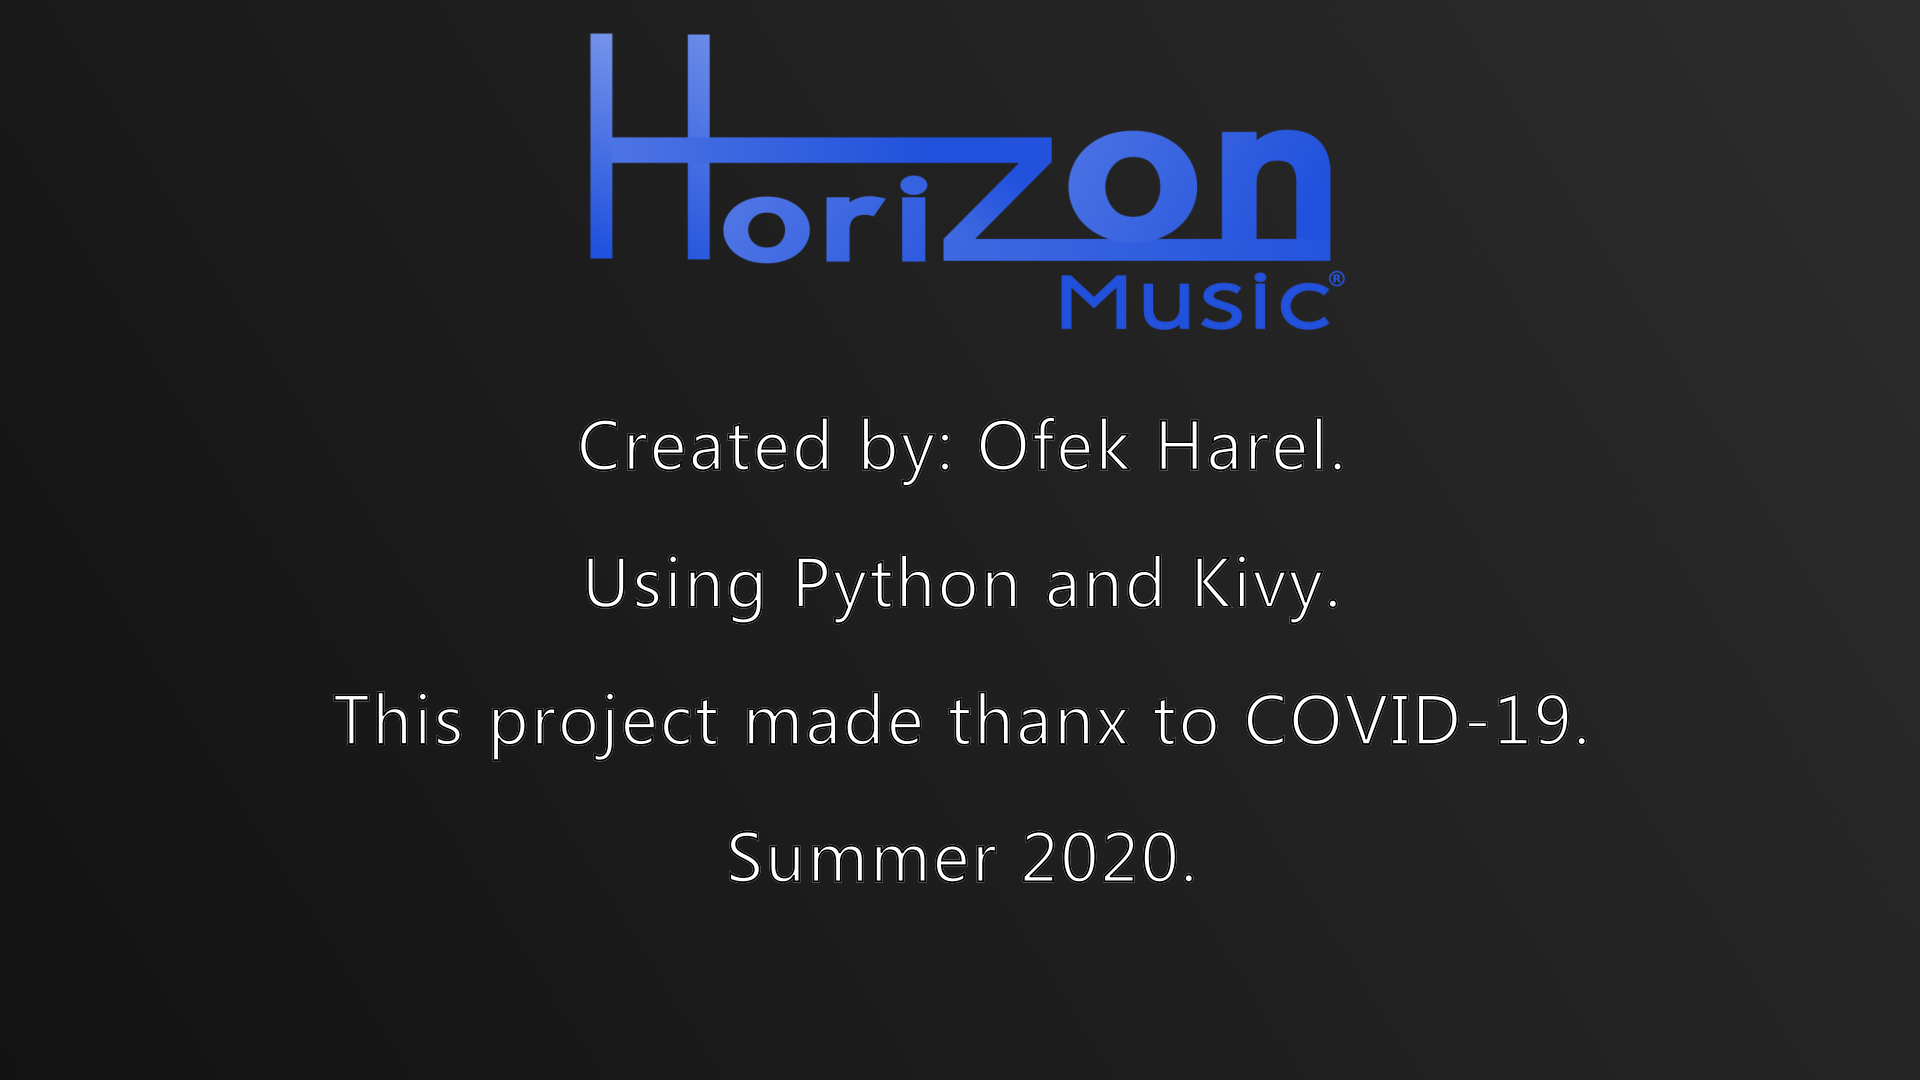 Horizon
Music®
Created by: Ofek Harel.
Using Python and Kivy.
This project made thanx to COVID-19.
Summer 2020.